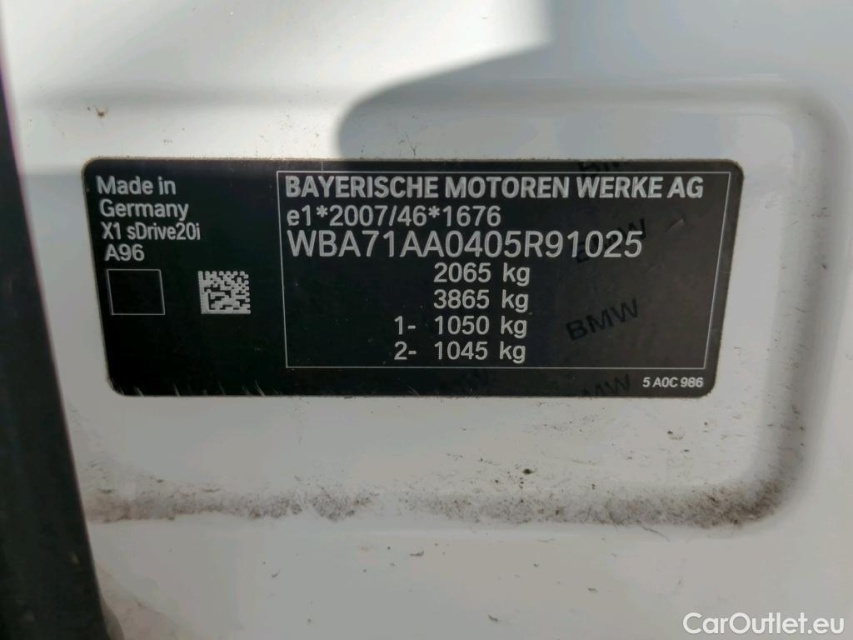 Made in
Germany
X1 sDrive20i
A96
BAYERISCHE MOTOREN WERKE AG
e1*2007/46*1676
WBA71AA0405R91025
2065 kg
3865 kg
1- 1050 kg
2- 1045 kg
BMW
5 A0C 986
CarOutlet.eu